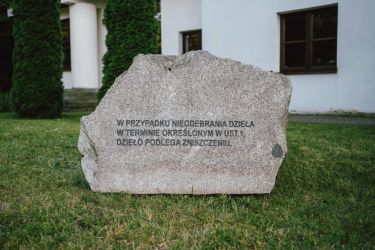 W PRZYPADKU NIEODEBRANIA DZIEŁA
W TERMINIE OKREŚLONYM W UST.1,
DZIEŁO PODLEGA ZNISZCZENIU.